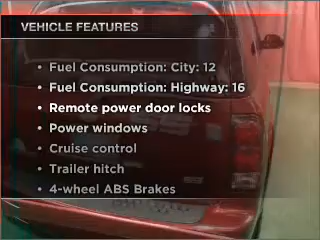 VEHICLE FEATURES
• Fuel Consumption: City: 12
• Fuel Consumption: Highway: 16
• Remote power door locks
• Power windows
• Cruise control
• Trailer hitch
• 4-wheel ABS Brakes